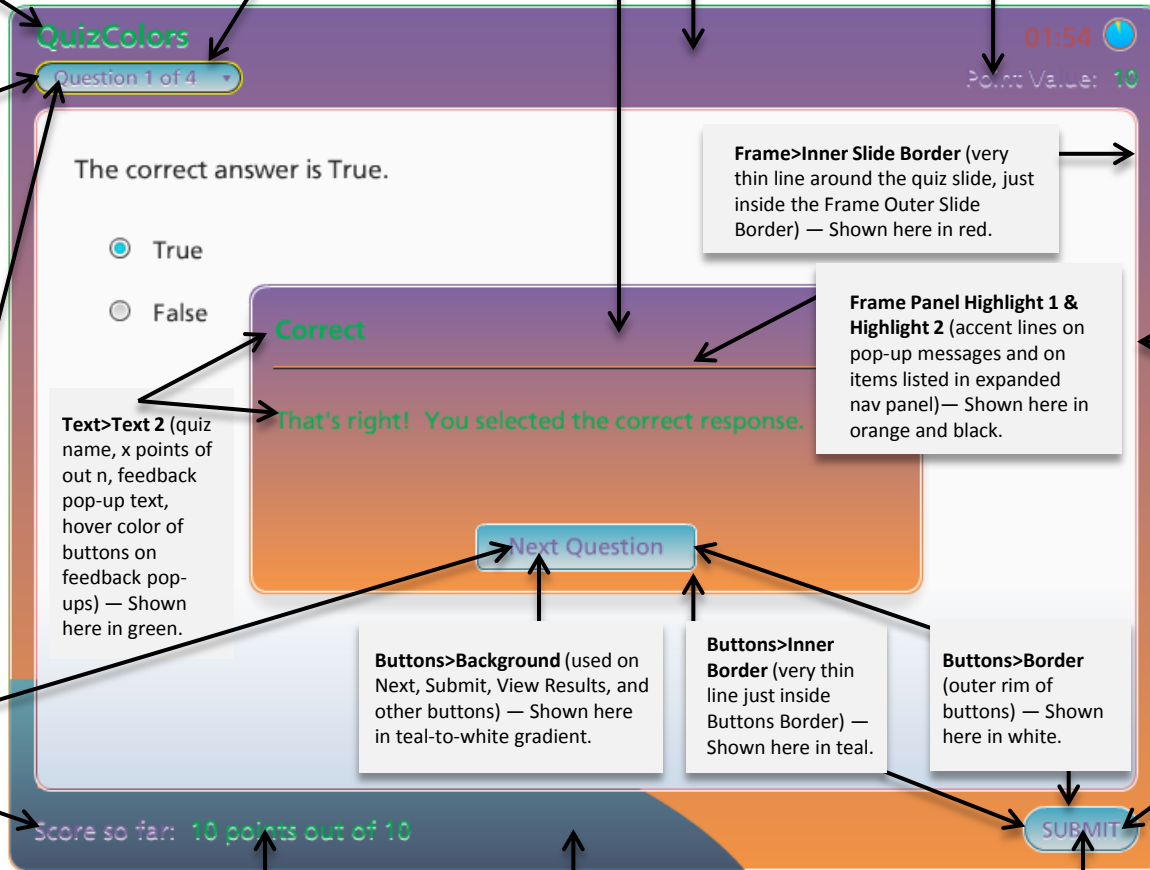 QuizColors
01:54
Question 1 of 4
Point Value: 10
The correct answer is True.
True
False
Frame>Inner Slide Border (very
thin line around the quiz slide, just
inside the Frame Outer Slide
Border) — Shown here in red.
Frame Panel Highlight 1 &
Highlight 2 (accent lines on
pop-up messages and on
items listed in expanded
nav panel)— Shown here in
orange and black.
Correct
That's right! You selected the correct response.
Next Question
Text>Text 2 (quiz
name, x points of
out n, feedback
pop-up text,
hover color of
buttons on
feedback pop-
ups) — Shown
here in green.
Buttons>Background (used on
Next, Submit, View Results, and
other buttons) — Shown here
in teal-to-white gradient.
Buttons>Inner
Border (very thin
line just inside
Buttons Border) —
Shown here in teal.
Buttons>Border
(outer rim of
buttons) — Shown
here in white.
Score so far: 10 points out of 10
SUBMIT